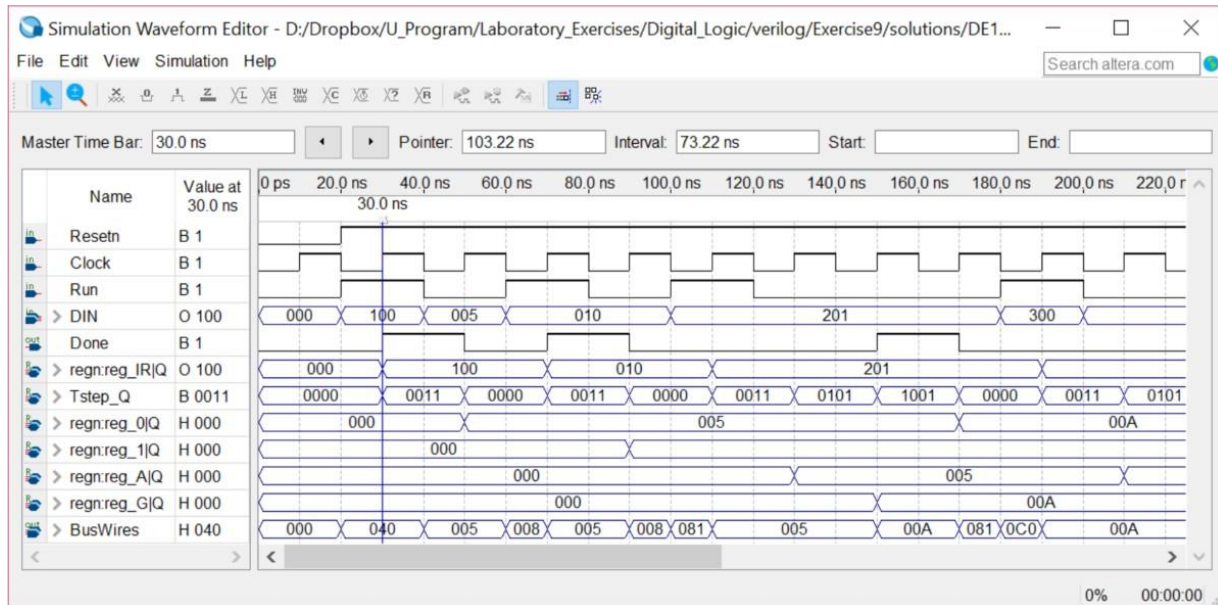 Simulation Waveform Editor - D:/Dropbox/U_Program/Laboratory_Exercises/Digital_Logic/verilog/Exercise9/solutions/DE1...
File Edit View Simulation Help
Search altera.com
Master Time Bar: 30.0 ns Pointer: 103.22 ns Interval: 73.22 ns Start: End:
Name Value at 30.0 ns
0 ps 20.0 ns 40.0 ns 60.0 ns 80.0 ns 100.0 ns 120.0 ns 140.0 ns 160.0 ns 180.0 ns 200.0 ns 220.0 r
30.0 ns
Resetn B 1
Clock B 1
Run B 1
DIN O 100 000 100 005 010 201 300
Done B 1
regn:reg_IR|Q O 100 000 100 010 201
Tstep_Q B 0011 0000 0011 0000 0011 0000 0011 0101 1001 0000 0011 0101
regn:reg_0|Q H 000 000 005 00A
regn:reg_1|Q H 000 000
regn:reg_A|Q H 000 000 005
regn:reg_G|Q H 000 000 00A
BusWires H 040 000 040 005 008 005 008 081 005 00A 081 0C0 00A
0% 00:00:00